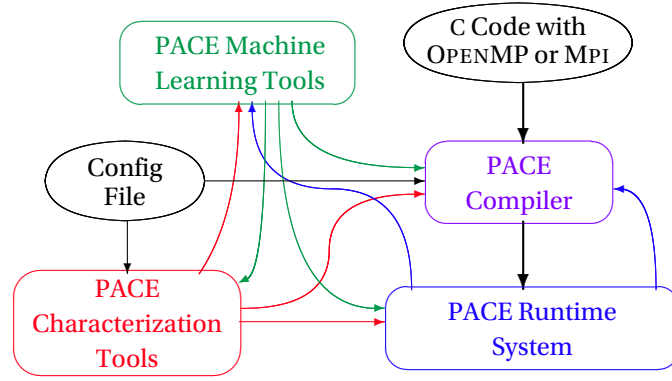 PACE Machine
Learning Tools
C Code with
OPENMP or MPI
Config
File
PACE
Compiler
PACE
Characterization
Tools
PACE Runtime
System